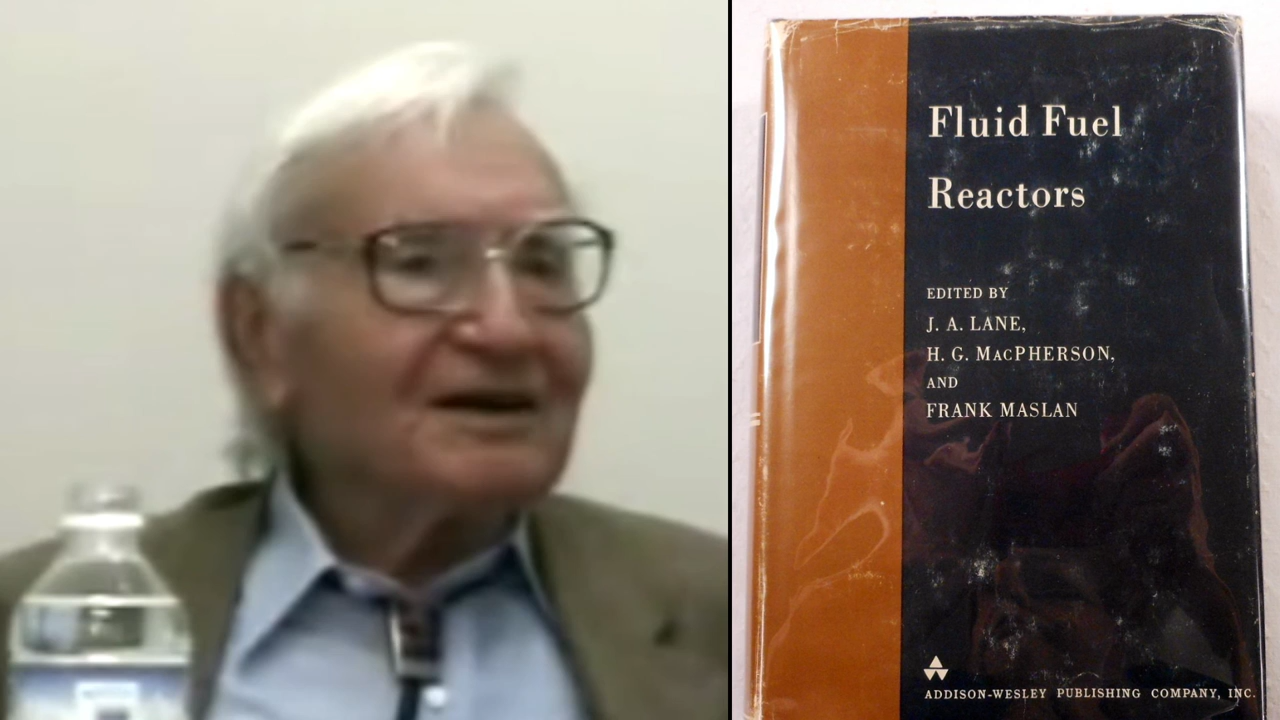 Fluid Fuel
Reactors
EDITED BY
J. A. LANE,
H. G. MACPHERSON,
AND
FRANK MASLAN
ADDISON-WESLEY PUBLISHING COMPANY, INC.